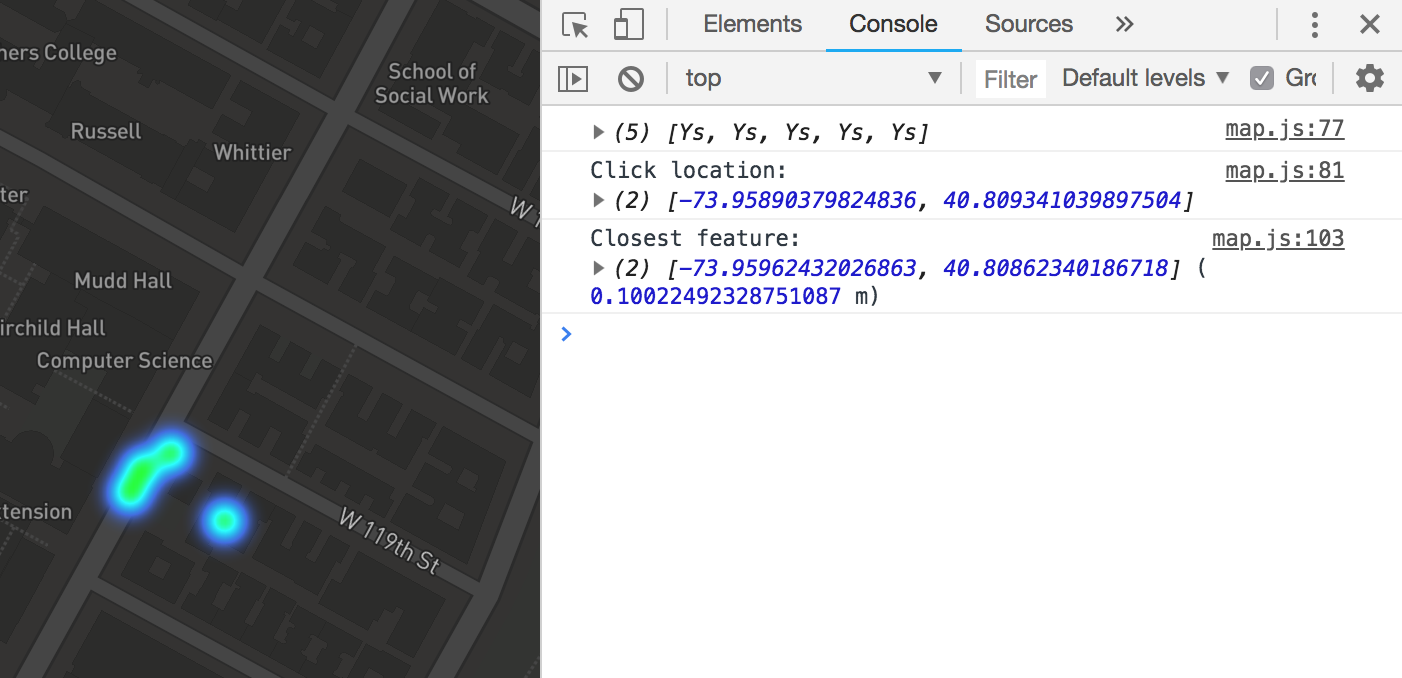 ners College
School of
Social Work
Russell
Whittier
ter
W 1
Mudd Hall
irchild Hall
Computer Science
tension
W 119th St
Elements Console Sources »
top Filter Default levels Gr
(5) [Ys, Ys, Ys, Ys, Ys] map.js:77
Click location: map.js:81
(2) [-73.95890379824836, 40.809341039897504]
Closest feature: map.js:103
(2) [-73.95962432026863, 40.80862340186718] (
0.10022492328751087 m)